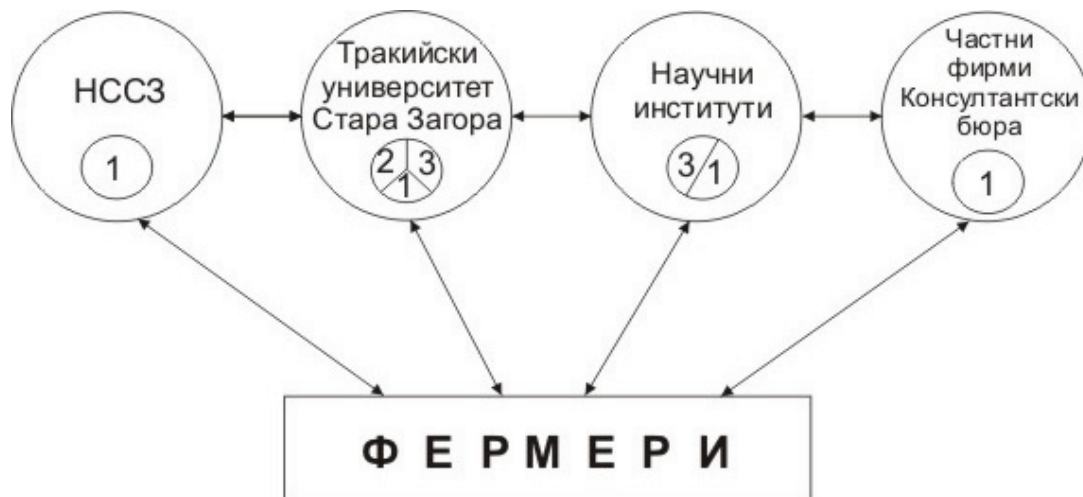 НССЗ
1
Тракийски
университет
Стара Загора
2 3
1
Научни
институти
3/1
Частни
фирми
Консултантски
бюра
1
Ф Е Р М Е Р И